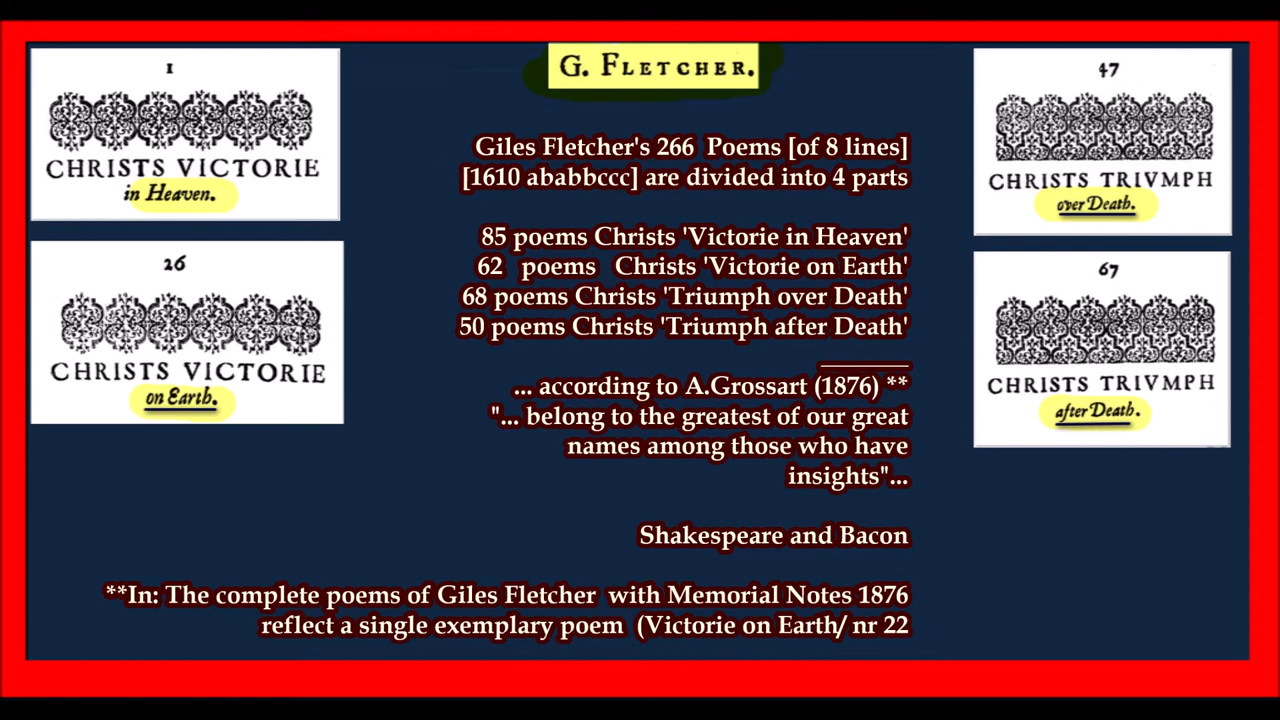 G. FLETCHER.
1
CHRISTS VICTORIE
in Heaven.
26
CHRISTS VICTORIE
on Earth.
Giles Fletcher's 266 Poems [of 8 lines]
[1610 ababbccc] are divided into 4 parts
85 poems Christs 'Victorie in Heaven'
62 poems Christs 'Victorie on Earth'
68 poems Christs 'Triumph over Death'
50 poems Christs 'Triumph after Death'
... according to A.Grossart (1876) **
"... belong to the greatest of our great
names among those who have
insights"...
Shakespeare and Bacon
**In: The complete poems of Giles Fletcher with Memorial Notes 1876
reflect a single exemplary poem (Victorie on Earth/ nr 22
47
CHRISTS TRIVMPH
over Death.
67
CHRISTS TRIVMPH
after Death.